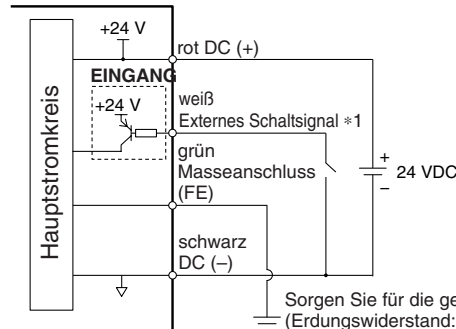 +24 V
rot DC (+)
EINGANG
+24 V
weiß
Externes Schaltsignal *1
grün
Masseanschluss
(FE)
Hauptstromkreis
+
24 VDC
–
schwarz
DC (–)
Sorgen Sie für die
(Erdungswiderstand: